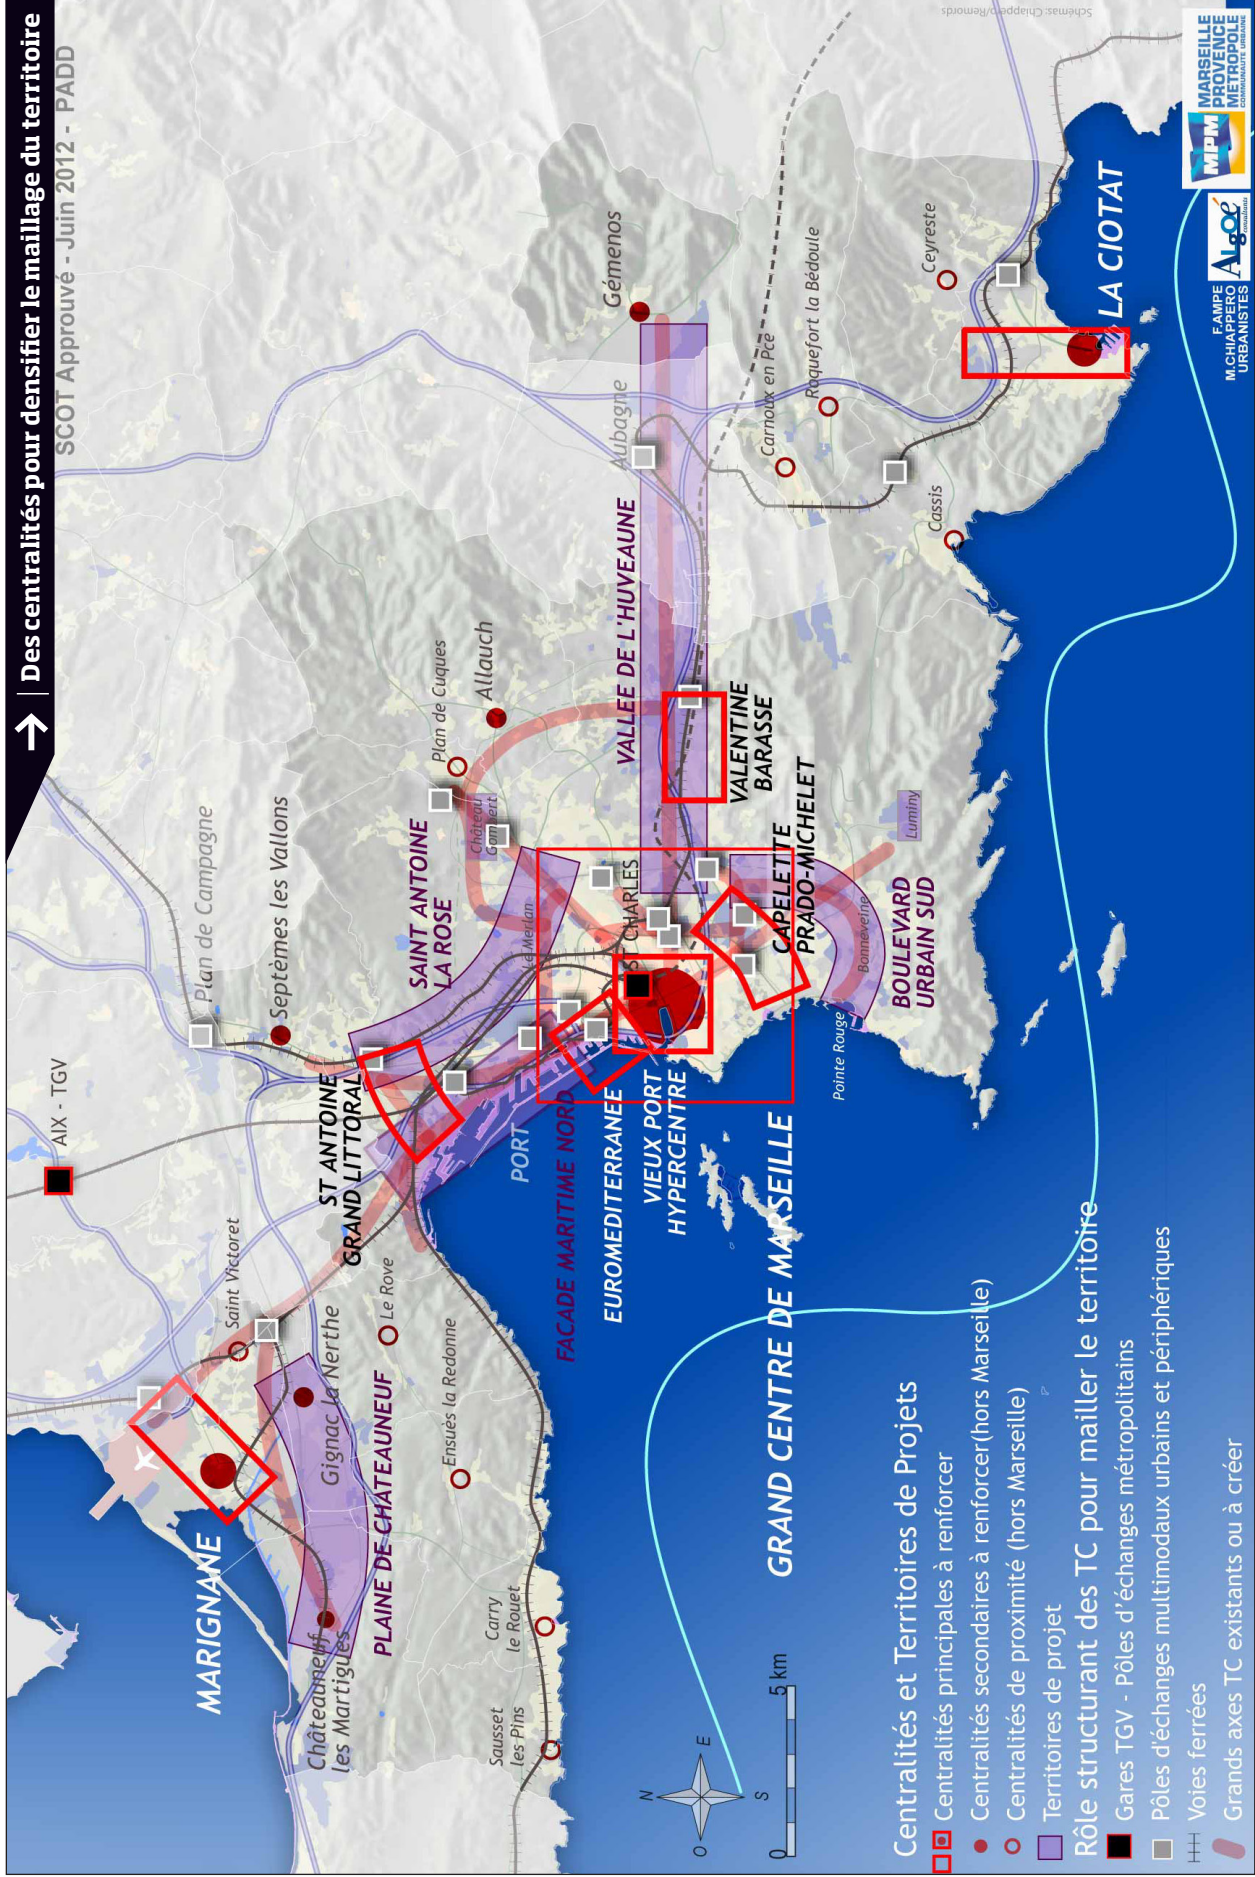 → | Des centralités pour densifier le maillage du territoire
SCOT Approuvé - Juin 2012 - PADD
AIX - TGV
Plan de Campagne
Septèmes les Vallons
Saint Victoret
MARIGNANE
Gignac la Nerthe
Châteauneuf
les Martigues
PLAINE DE CHATEAUNEUF
Le Rove
Ensuès la Redonne
Carry
le Rouet
Sausset
les Pins
ST ANTOINE
GRAND LITTORAL
SAINT ANTOINE
LA ROSE
Plan de Cuques
Allauch
Château
Gombert
Le Merlan
PORT
FACADE MARITIME NORD
EUROMEDITERRANEE
VIEUX PORT
HYPERCENTRE
ST CHARLES
GRAND CENTRE DE MARSEILLE
VALLEE DE L'HUVEAUNE
VALENTINE
BARASSE
CAPELETTE
PRADO-MICHELET
BOULEVARD
URBAIN SUD
Bonneveine
Pointe Rouge
Luminy
Aubagne
Gémenos
Carnoux en Pce
Roquefort la Bédoule
Ceyreste
Cassis
LA CIOTAT
N
O
E
S
0
5 km
Centralités et Territoires de Projets
Centralités principales à renforcer
Centralités secondaires à renforcer(hors Marseille)
Centralités de proximité (hors Marseille)
Territoires de projet
Rôle structurant des TC pour mailler le territoire
Gares TGV - Pôles d'échanges métropolitains
Pôles d'échanges multimodaux urbains et périphériques
Voies ferrées
Grands axes TC existants ou à créer
Schémas: Chiappero/Remords
F.AMPE
M.CHIAPPERO
URBANISTES
ALgoé
consultants
MPM
MARSEILLE
PROVENCE
METROPOLE
COMMUNAUTE URBAINE